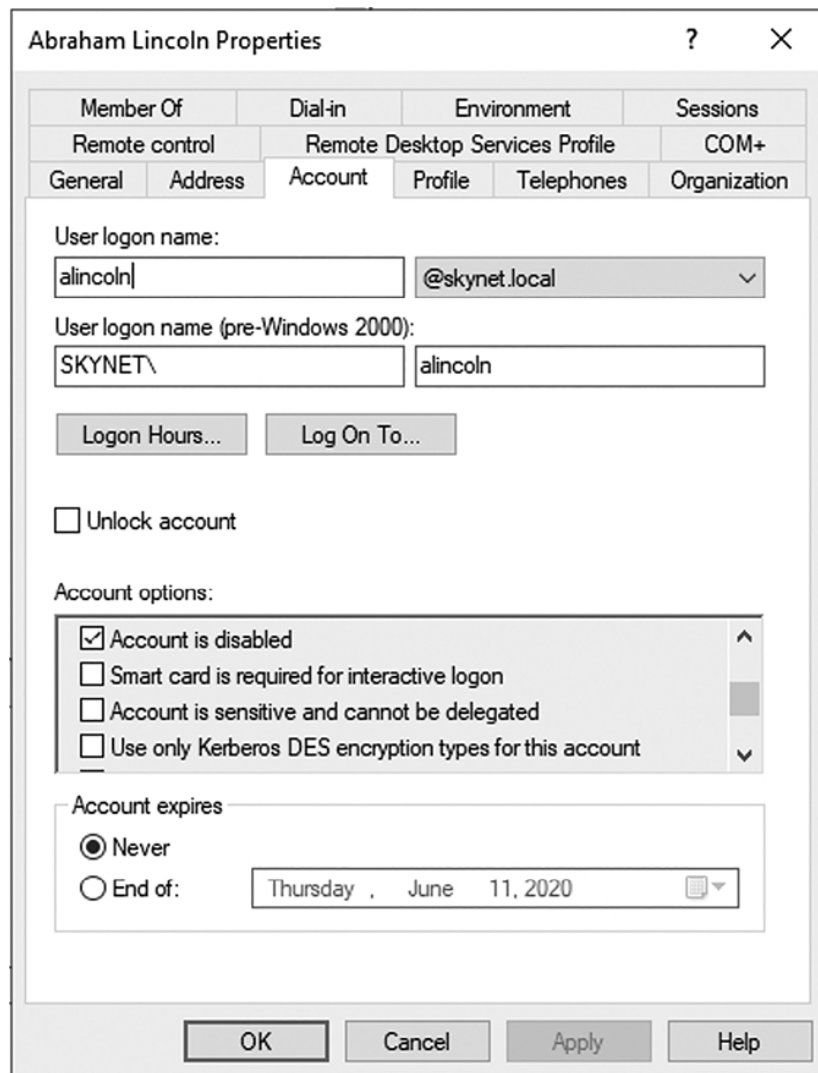 Abraham Lincoln Properties ? X
Member Of Dial-in Environment Sessions
Remote control Remote Desktop Services Profile COM+
General Address Account Profile Telephones Organization
User logon name:
alincoln @skynet.local
User logon name (pre-Windows 2000):
SKYNET\ alincoln
Logon Hours... Log On To...
Unlock account
Account options:
Account is disabled
Smart card is required for interactive logon
Account is sensitive and cannot be delegated
Use only Kerberos DES encryption types for this account
Account expires
Never
End of: Thursday , June 11, 2020
OK Cancel Apply Help